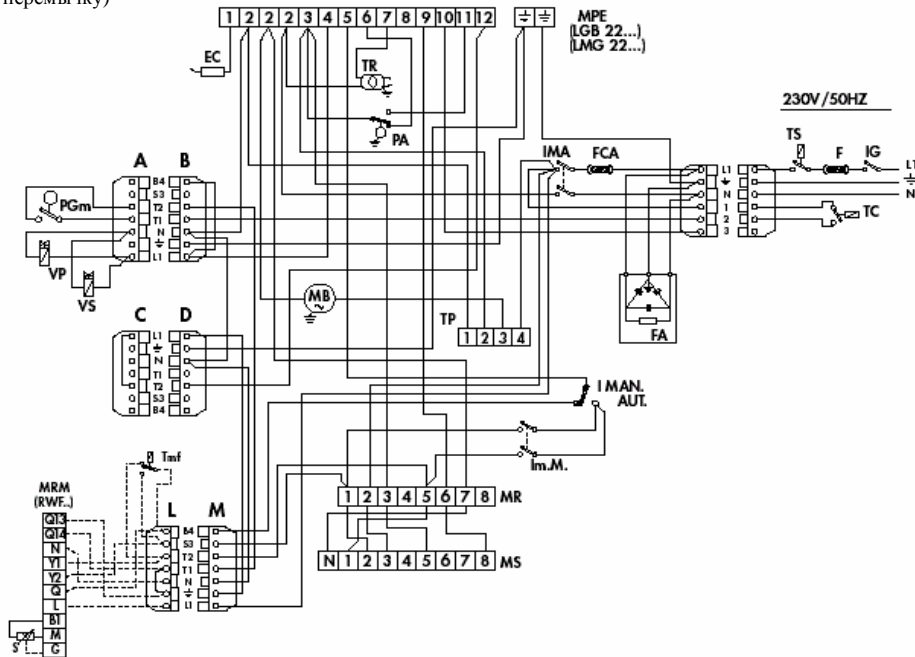 перемычку)
1 2 2 2 3 4 5 6 7 8 9 10 11 12
MPE
(LGB 22...)
(LMG 22...)
EC
TR
PA
230V/50HZ
TS
F
IG
L1
N
IMA
FCA
L1
N
1
2
3
TC
A B
B4
S3
T2
T1
N
L1
PGm
VP
VS
MB
~
TP
1 2 3 4
FA
C D
L1
N
T1
T2
S3
B4
I MAN.
AUT.
Im.M.
Tmf
MRM
(RWF..)
Q13
Q14
N
Y1
Y2
Q
L
B1
M
G
S
L M
B4
S3
T2
T1
N
L1
1 2 3 4 5 6 7 8 MR
N 1 2 3 4 5 6 7 8 MS